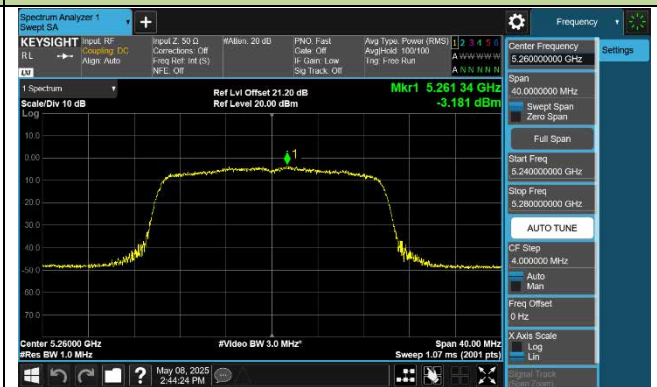 Spectrum Analyzer 1
Swept SA
Frequency
KEYSIGHT
RL
Input: RF
Coupling: DC
Align: Auto
Input Z: 50 Ω
Corrections: Off
Freq Ref: Int (S)
NFE: Off
#Atten: 20 dB
PNO: Fast
Gate: Off
IF Gain: Low
Sig Track: Off
Avg Type: Power (RMS)
Avg|Hold: 100/100
Trig: Free Run
1 2 3 4 5 6
A W W W W W
A N N N N N
LXI
1 Spectrum
Scale/Div 10 dB
Log
Ref Lvl Offset 21.20 dB
Ref Level 20.00 dBm
Mkr1 5.261 34 GHz
-3.181 dBm
1
10.0
0.00
-10.0
-20.0
-30.0
-40.0
-50.0
-60.0
-70.0
Center 5.26000 GHz
#Res BW 1.0 MHz
#Video BW 3.0 MHz*
Span 40.00 MHz
Sweep 1.07 ms (2001 pts)
Center Frequency
5.260000000 GHz
Span
40.0000000 MHz
Swept Span
Zero Span
Full Span
Start Freq
5.240000000 GHz
Stop Freq
5.280000000 GHz
AUTO TUNE
CF Step
4.000000 MHz
Auto
Man
Freq Offset
0 Hz
X Axis Scale
Log
Lin
Signal Track
(Span Zoom)
Settings
May 08, 2025
2:44:24 PM